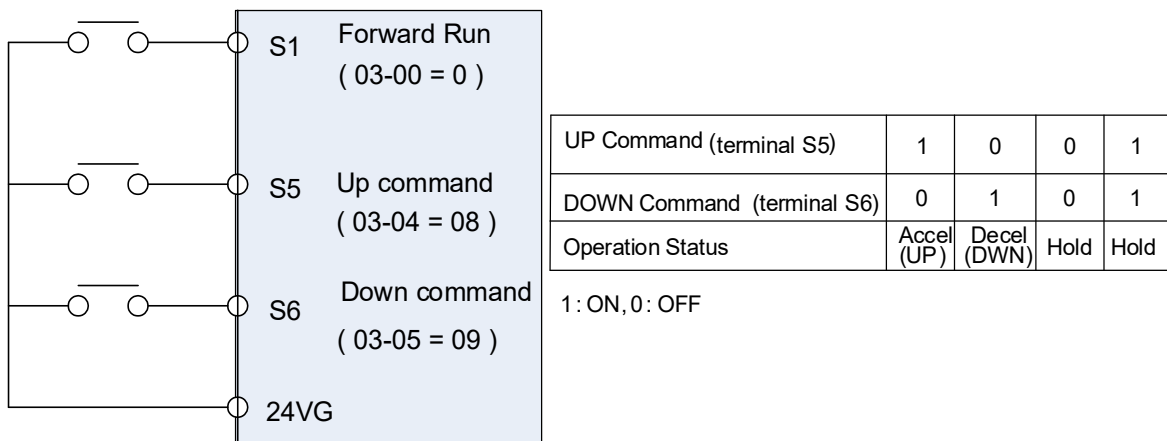 S1 Forward Run
( 03-00 = 0 )
S5 Up command
( 03-04 = 08 )
S6 Down command
( 03-05 = 09 )
24VG
UP Command (terminal S5) 1 0 0 1
DOWN Command (terminal S6) 0 1 0 1
Operation Status Accel (UP) Decel (DWN) Hold Hold
1 : ON, 0 : OFF